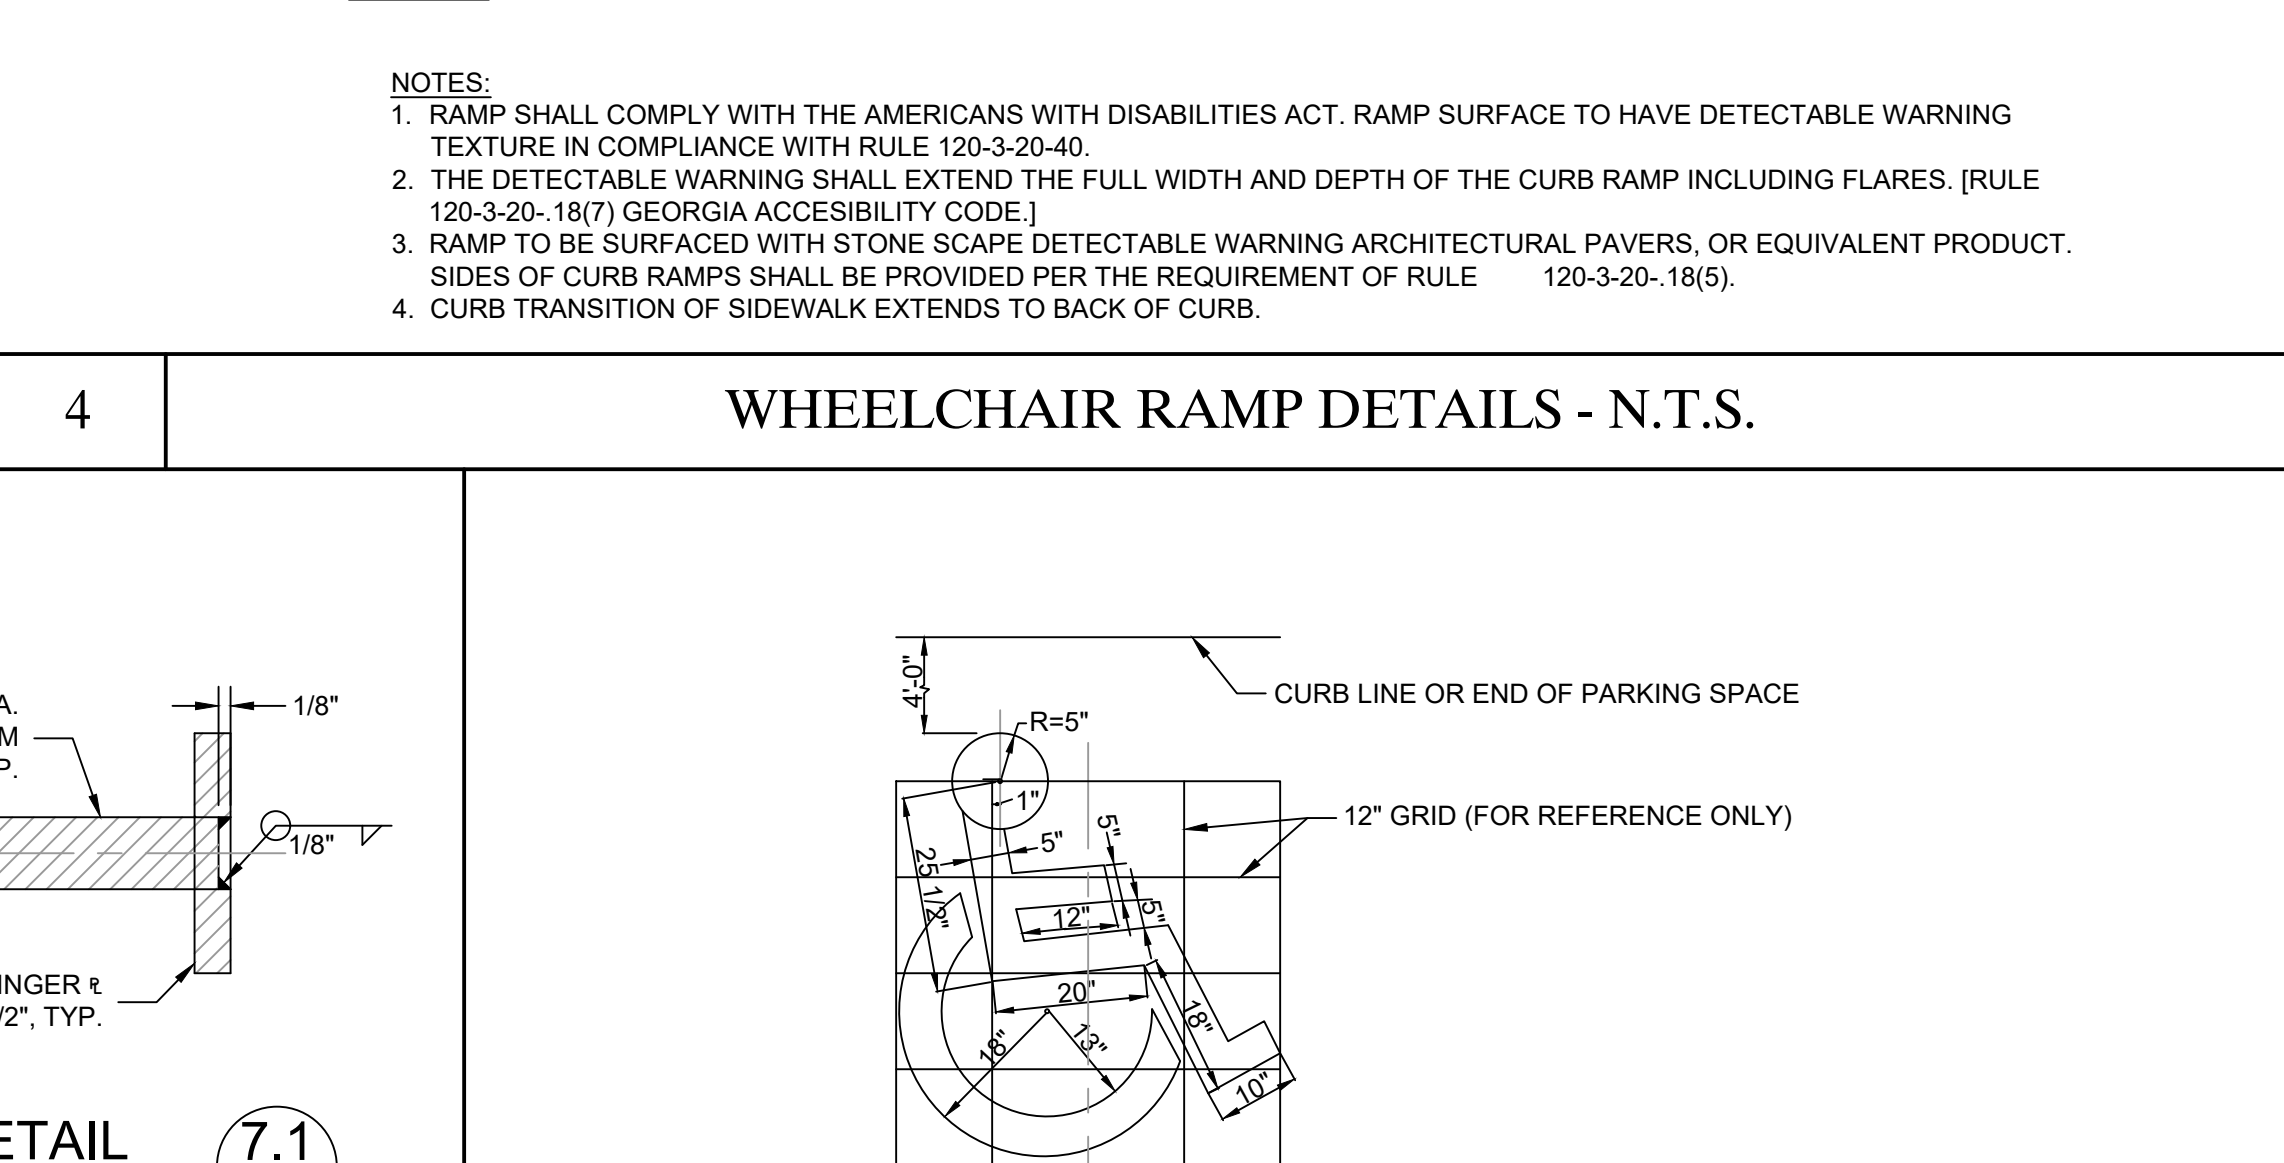 NOTES:
1. RAMP SHALL COMPLY WITH THE AMERICANS WITH DISABILITIES ACT. RAMP SURFACE TO HAVE DETECTABLE WARNING
TEXTURE IN COMPLIANCE WITH RULE 120-3-20-40.
2. THE DETECTABLE WARNING SHALL EXTEND THE FULL WIDTH AND DEPTH OF THE CURB RAMP INCLUDING FLARES. [RULE
120-3-20-.18(7) GEORGIA ACCESIBILITY CODE.]
3. RAMP TO BE SURFACED WITH STONE SCAPE DETECTABLE WARNING ARCHITECTURAL PAVERS, OR EQUIVALENT PRODUCT.
SIDES OF CURB RAMPS SHALL BE PROVIDED PER THE REQUIREMENT OF RULE 120-3-20-.18(5).
4. CURB TRANSITION OF SIDEWALK EXTENDS TO BACK OF CURB.
4
WHEELCHAIR RAMP DETAILS - N.T.S.
A.
M
P.
1/8"
1/8"
INGER ⅊
/2", TYP.
ETAIL
7.1
4'-0"
CURB LINE OR END OF PARKING SPACE
R=5"
1"
12" GRID (FOR REFERENCE ONLY)
5"
5"
25 1/2"
12"
5"
20"
18"
18"
13"
10"